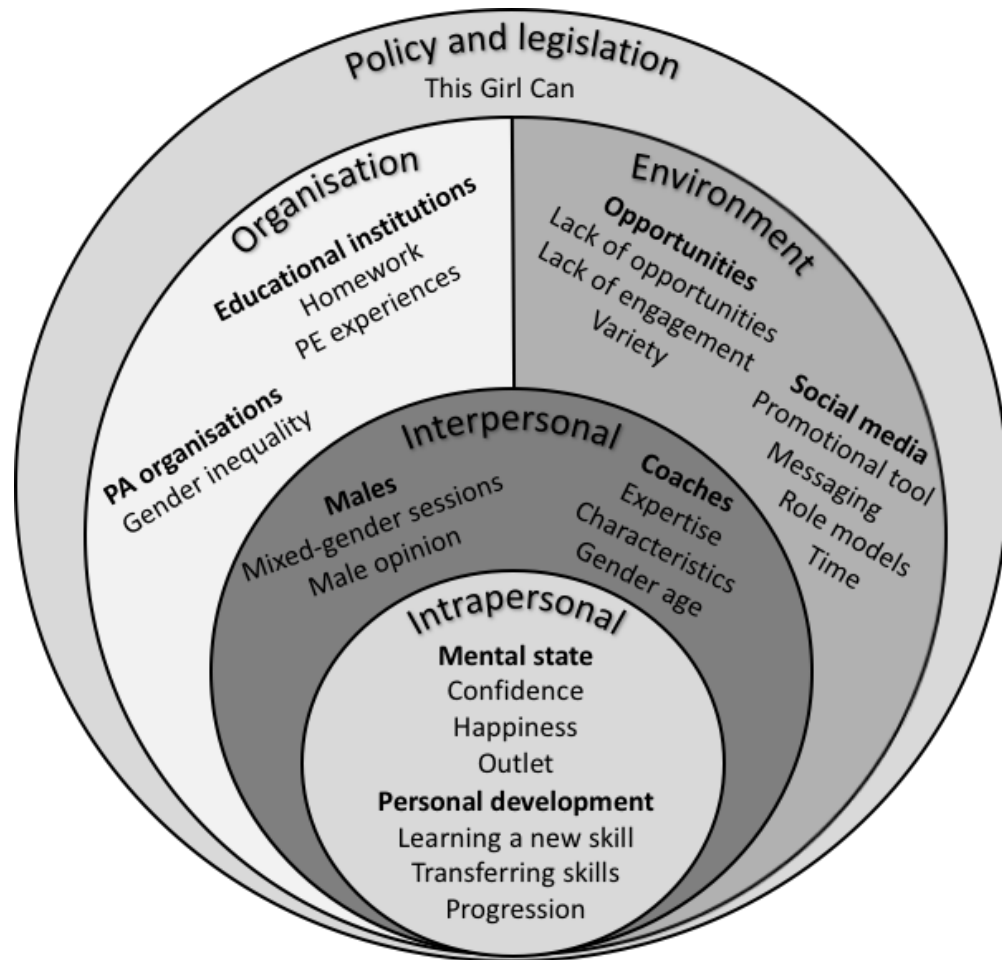 Policy and legislation
This Girl Can
Organisation
Educational institutions
Homework
PE experiences
PA organisations
Gender inequality
Environment
Opportunities
Lack of opportunities
Lack of engagement
Variety
Social media
Promotional tool
Messaging
Role models
Time
Interpersonal
Males
Mixed-gender sessions
Male opinion
Coaches
Expertise
Characteristics
Gender age
Intrapersonal
Mental state
Confidence
Happiness
Outlet
Personal development
Learning a new skill
Transferring skills
Progression